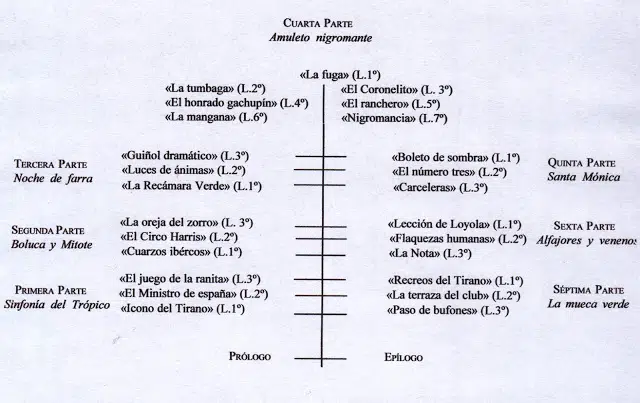 CUARTA PARTE
Amuleto nigromante
«La fuga» (L.1º)
«La tumbaga» (L.2º)
«El honrado gachupín» (L.4º)
«La mangana» (L.6º)
«El Coronelito» (L. 3º)
«El ranchero» (L.5º)
«Nigromancia» (L.7º)
TERCERA PARTE
Noche de farra
«Guiñol dramático» (L.3º)
«Luces de ánimas» (L.2º)
«La Recámara Verde» (L.1º)
«Boleto de sombra» (L.1º)
«El número tres» (L.2º)
«Carceleras» (L.3º)
QUINTA PARTE
Santa Mónica
SEGUNDA PARTE
Boluca y Mitote
«La oreja del zorro» (L. 3º)
«El Circo Harris» (L.2º)
«Cuarzos ibércos» (L.1º)
«Lección de Loyola» (L.1º)
«Flaquezas humanas» (L.2º)
«La Nota» (L.3º)
SEXTA PARTE
Alfajores y venenos
PRIMERA PARTE
Sinfonía del Trópico
«El juego de la ranita» (L.3º)
«El Ministro de españa» (L.2º)
«Icono del Tirano» (L.1º)
«Recreos del Tirano» (L.1º)
«La terraza del club» (L.2º)
«Paso de bufones» (L.3º)
SÉPTIMA PARTE
La mueca verde
PRÓLOGO
EPÍLOGO